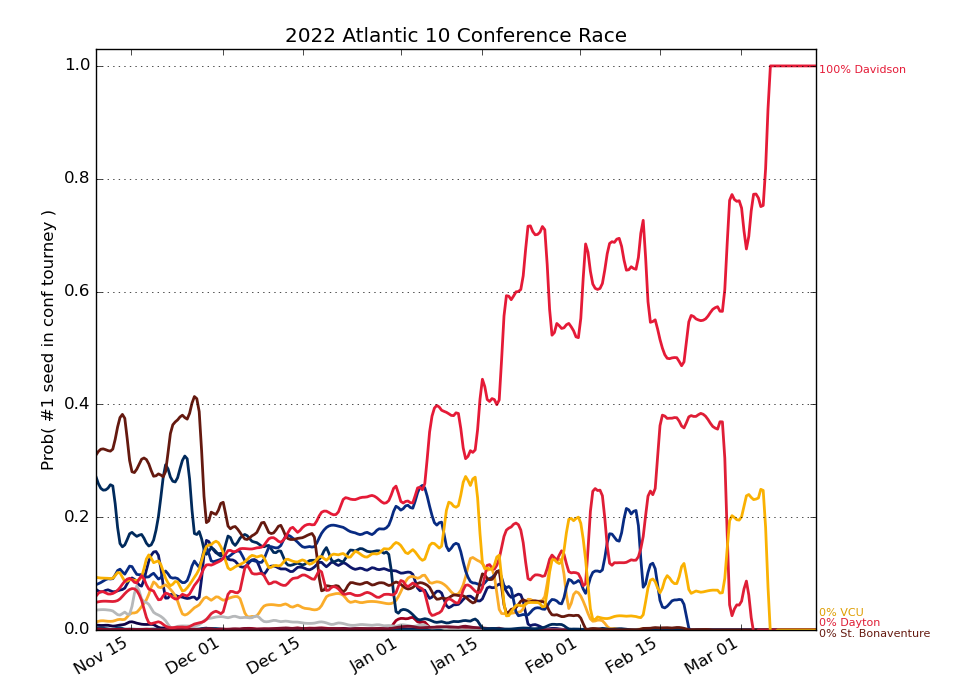 2022 Atlantic 10 Conference Race
Prob( #1 seed in conf tourney )
1.0
0.8
0.6
0.4
0.2
0.0
Nov 15
Dec 01
Dec 15
Jan 01
Jan 15
Feb 01
Feb 15
Mar 01
100% Davidson
0% VCU
0% Dayton
0% St. Bonaventure